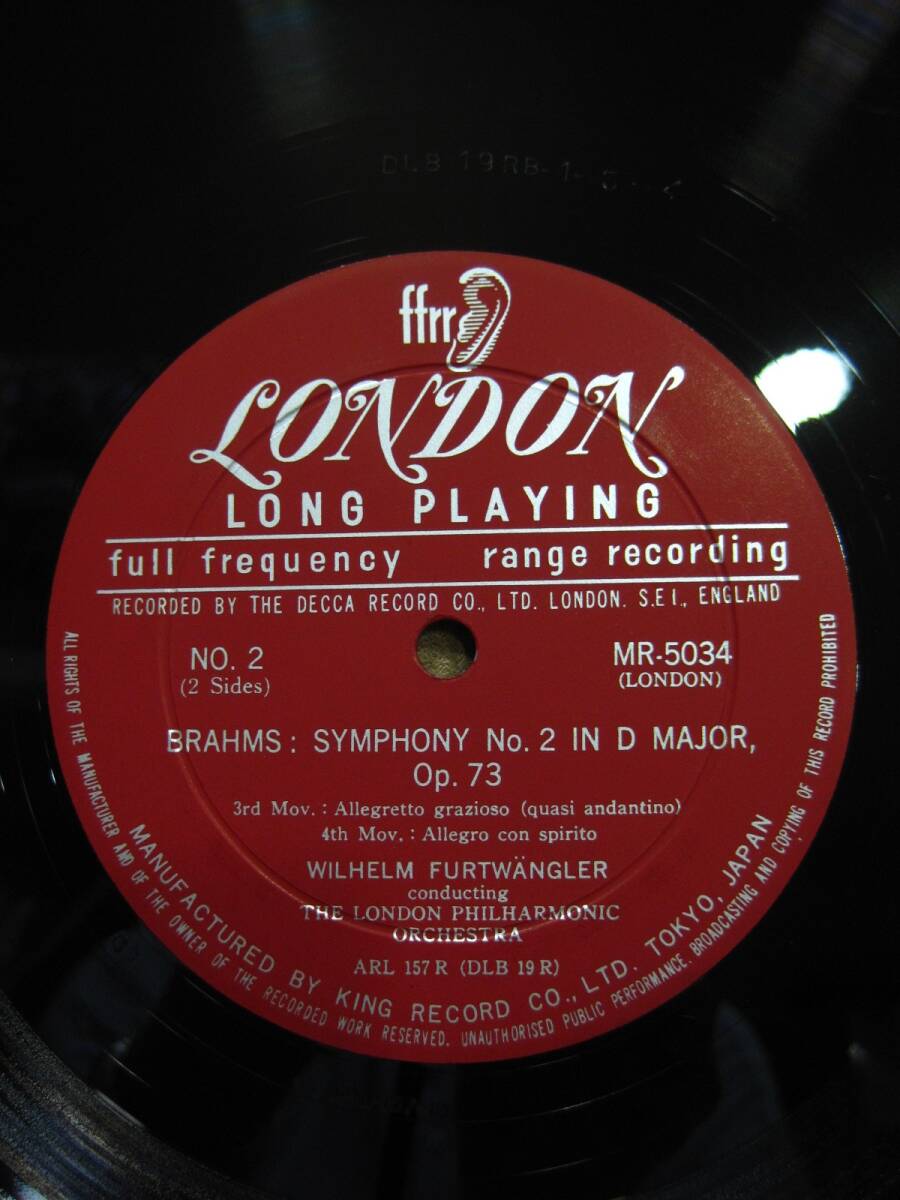 DLB 19RB-1
ffrr
LONDON
LONG PLAYING
full frequency range recording
RECORDED BY THE DECCA RECORD CO., LTD. LONDON. S.E.I., ENGLAND
NO. 2
(2 Sides)
MR-5034
(LONDON)
BRAHMS: SYMPHONY No. 2 IN D MAJOR,
Op. 73
3rd Mov. : Allegretto grazioso (quasi andantino)
4th Mov. : Allegro con spirito
WILHELM FURTWÄNGLER
conducting
THE LONDON PHILHARMONIC
ORCHESTRA
ARL 157 R (DLB 19 R)
MANUFACTURED BY KING RECORD CO., LTD. TOKYO, JAPAN
ALL RIGHTS OF THE MANUFACTURER AND OF THE OWNER OF THE RECORDED WORK RESERVED. UNAUTHORISED PUBLIC PERFORMANCE. BROADCASTING AND COPYING OF THIS RECORD PROHIBITED